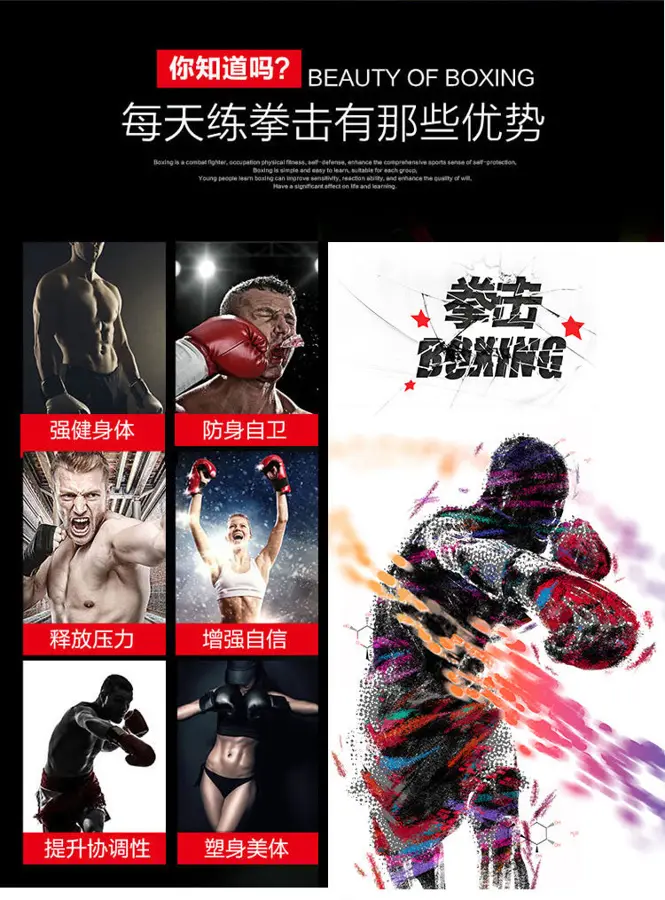 你知道吗?
BEAUTY OF BOXING
每天练拳击有那些优势
Boxing is a combat fighter, occupation physical fitness, self-defense, enhance the comprehensive sports sense of self-protection,
Boxing is simple and easy to learn, suitable for each group,
Young people learn boxing can improve sensitivity, reaction ability, and enhance the quality of will,
Have a significant effect on life and learning.
强健身体
防身自卫
释放压力
增强自信
提升协调性
塑身美体
拳击
BOXING